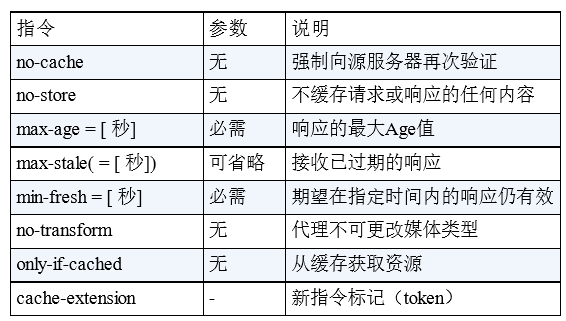 指令 参数 说明
no-cache 无 强制向源服务器再次验证
no-store 无 不缓存请求或响应的任何内容
max-age = [ 秒] 必需 响应的最大Age值
max-stale( = [ 秒]) 可省略 接收已过期的响应
min-fresh = [ 秒] 必需 期望在指定时间内的响应仍有效
no-transform 无 代理不可更改媒体类型
only-if-cached 无 从缓存获取资源
cache-extension - 新指令标记（token）